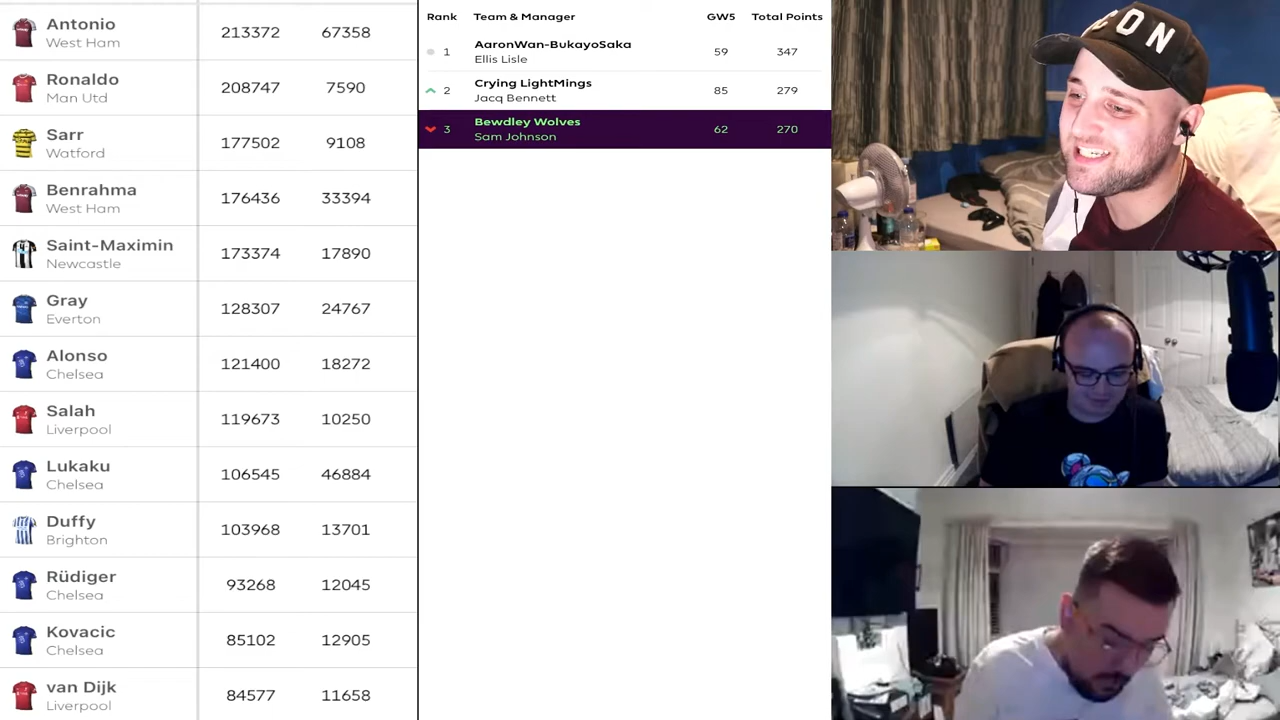 Antonio
West Ham
213372 67358
Ronaldo
Man Utd
208747 7590
Sarr
Watford
177502 9108
Benrahma
West Ham
176436 33394
Saint-Maximin
Newcastle
173374 17890
Gray
Everton
128307 24767
Alonso
Chelsea
121400 18272
Salah
Liverpool
119673 10250
Lukaku
Chelsea
106545 46884
Duffy
Brighton
103968 13701
Rüdiger
Chelsea
93268 12045
Kovacic
Chelsea
85102 12905
van Dijk
Liverpool
84577 11658
Rank Team & Manager GW5 Total Points
1 AaronWan-BukayoSaka 59 347
Ellis Lisle
2 Crying LightMings 85 279
Jacq Bennett
3 Bewdley Wolves 62 270
Sam Johnson
ICON